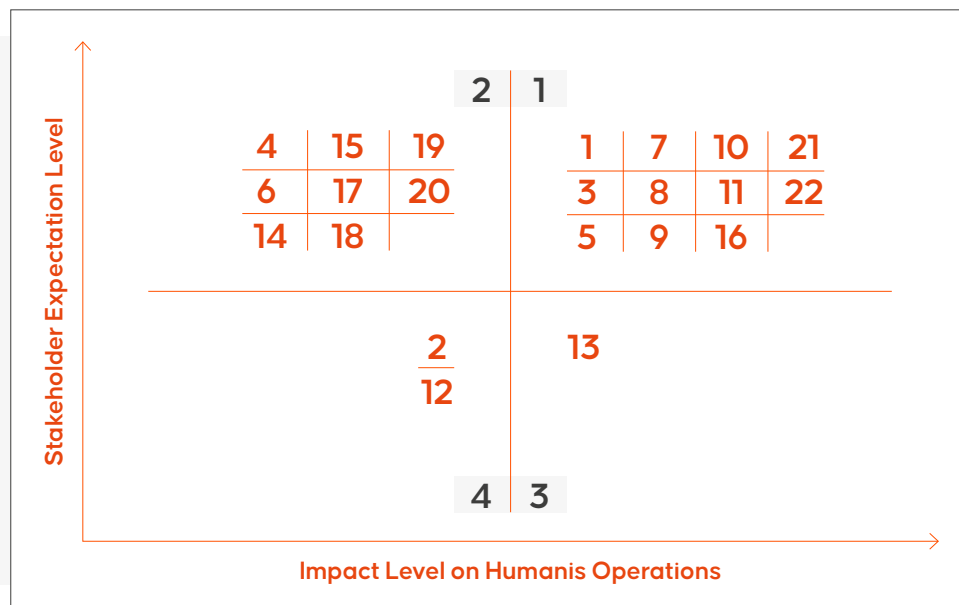 Stakeholder Expectation Level
2 1
4 15 19
6 17 20
14 18
1 7 10 21
3 8 11 22
5 9 16
2
12
13
4 3
Impact Level on Humanis Operations